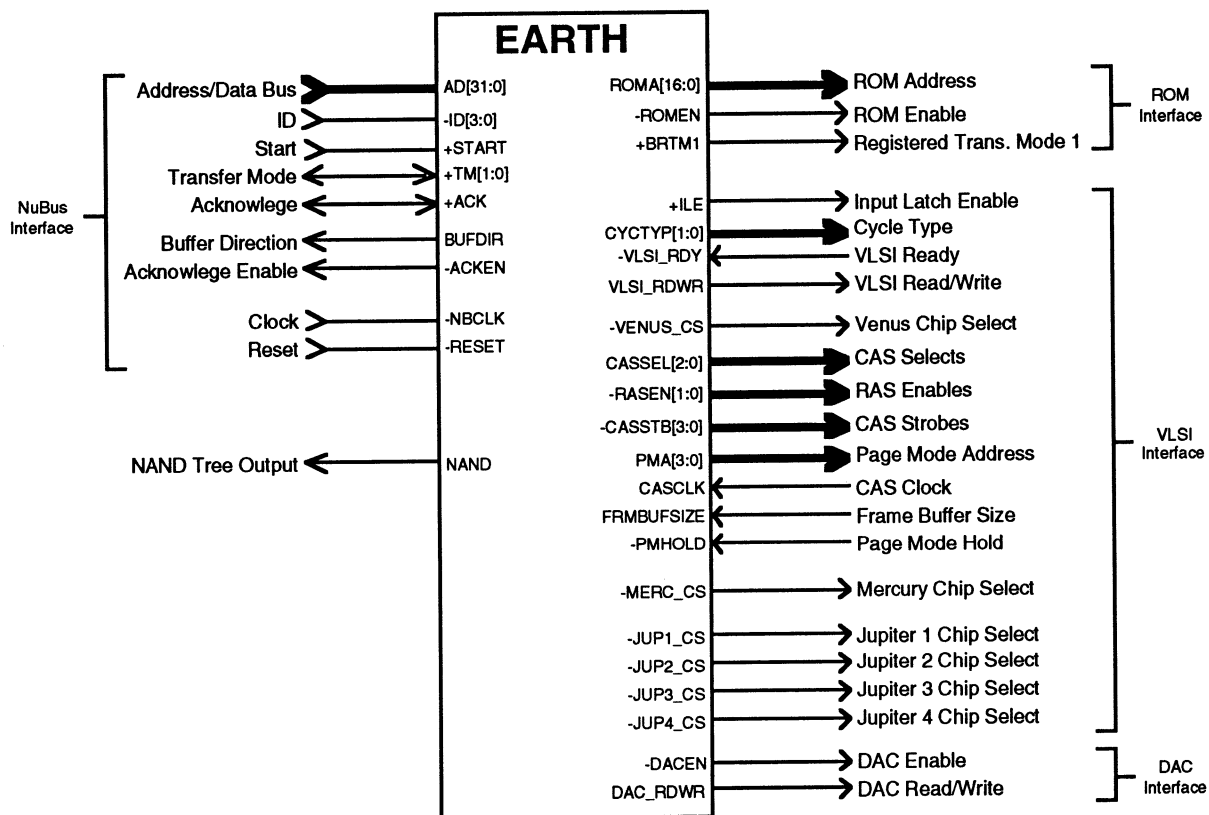 EARTH
Address/Data Bus AD[31:0]
ID -ID[3:0]
Start +START
Transfer Mode +TM[1:0]
Acknowlege +ACK
Buffer Direction BUFDIR
Acknowlege Enable -ACKEN
Clock -NBCLK
Reset -RESET
NuBus
Interface
NAND Tree Output NAND
ROMA[16:0] ROM Address
-ROMEN ROM Enable
+BRTM1 Registered Trans. Mode 1
ROM
Interface
+ILE Input Latch Enable
CYCTYP[1:0] Cycle Type
-VLSI_RDY VLSI Ready
VLSI_RDWR VLSI Read/Write
-VENUS_CS Venus Chip Select
CASSEL[2:0] CAS Selects
-RASEN[1:0] RAS Enables
-CASSTB[3:0] CAS Strobes
PMA[3:0] Page Mode Address
CASCLK CAS Clock
FRMBUFSIZE Frame Buffer Size
-PMHOLD Page Mode Hold
-MERC_CS Mercury Chip Select
-JUP1_CS Jupiter 1 Chip Select
-JUP2_CS Jupiter 2 Chip Select
-JUP3_CS Jupiter 3 Chip Select
-JUP4_CS Jupiter 4 Chip Select
VLSI
Interface
-DACEN DAC Enable
DAC_RDWR DAC Read/Write
DAC
Interface